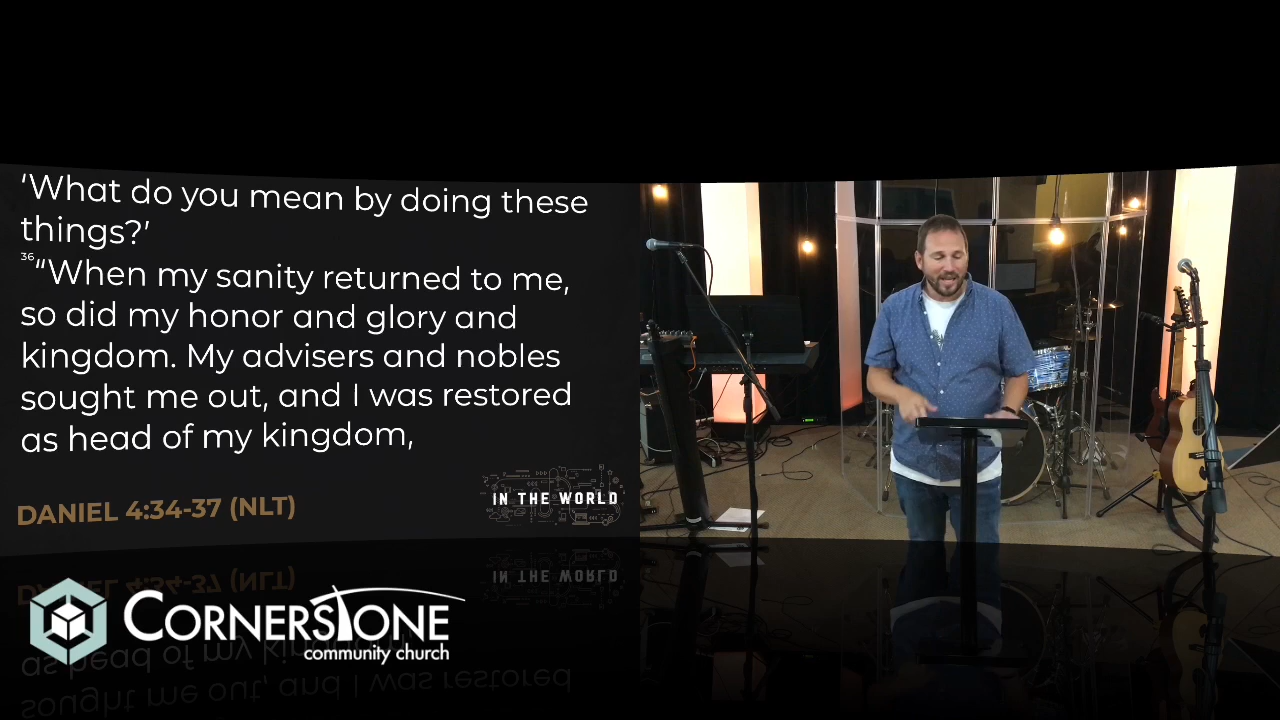 ‘What do you mean by doing these
things?’
36“When my sanity returned to me,
so did my honor and glory and
kingdom. My advisers and nobles
sought me out, and I was restored
as head of my kingdom,
DANIEL 4:34-37 (NLT)
IN THE WORLD
CORNERSTONE
community church